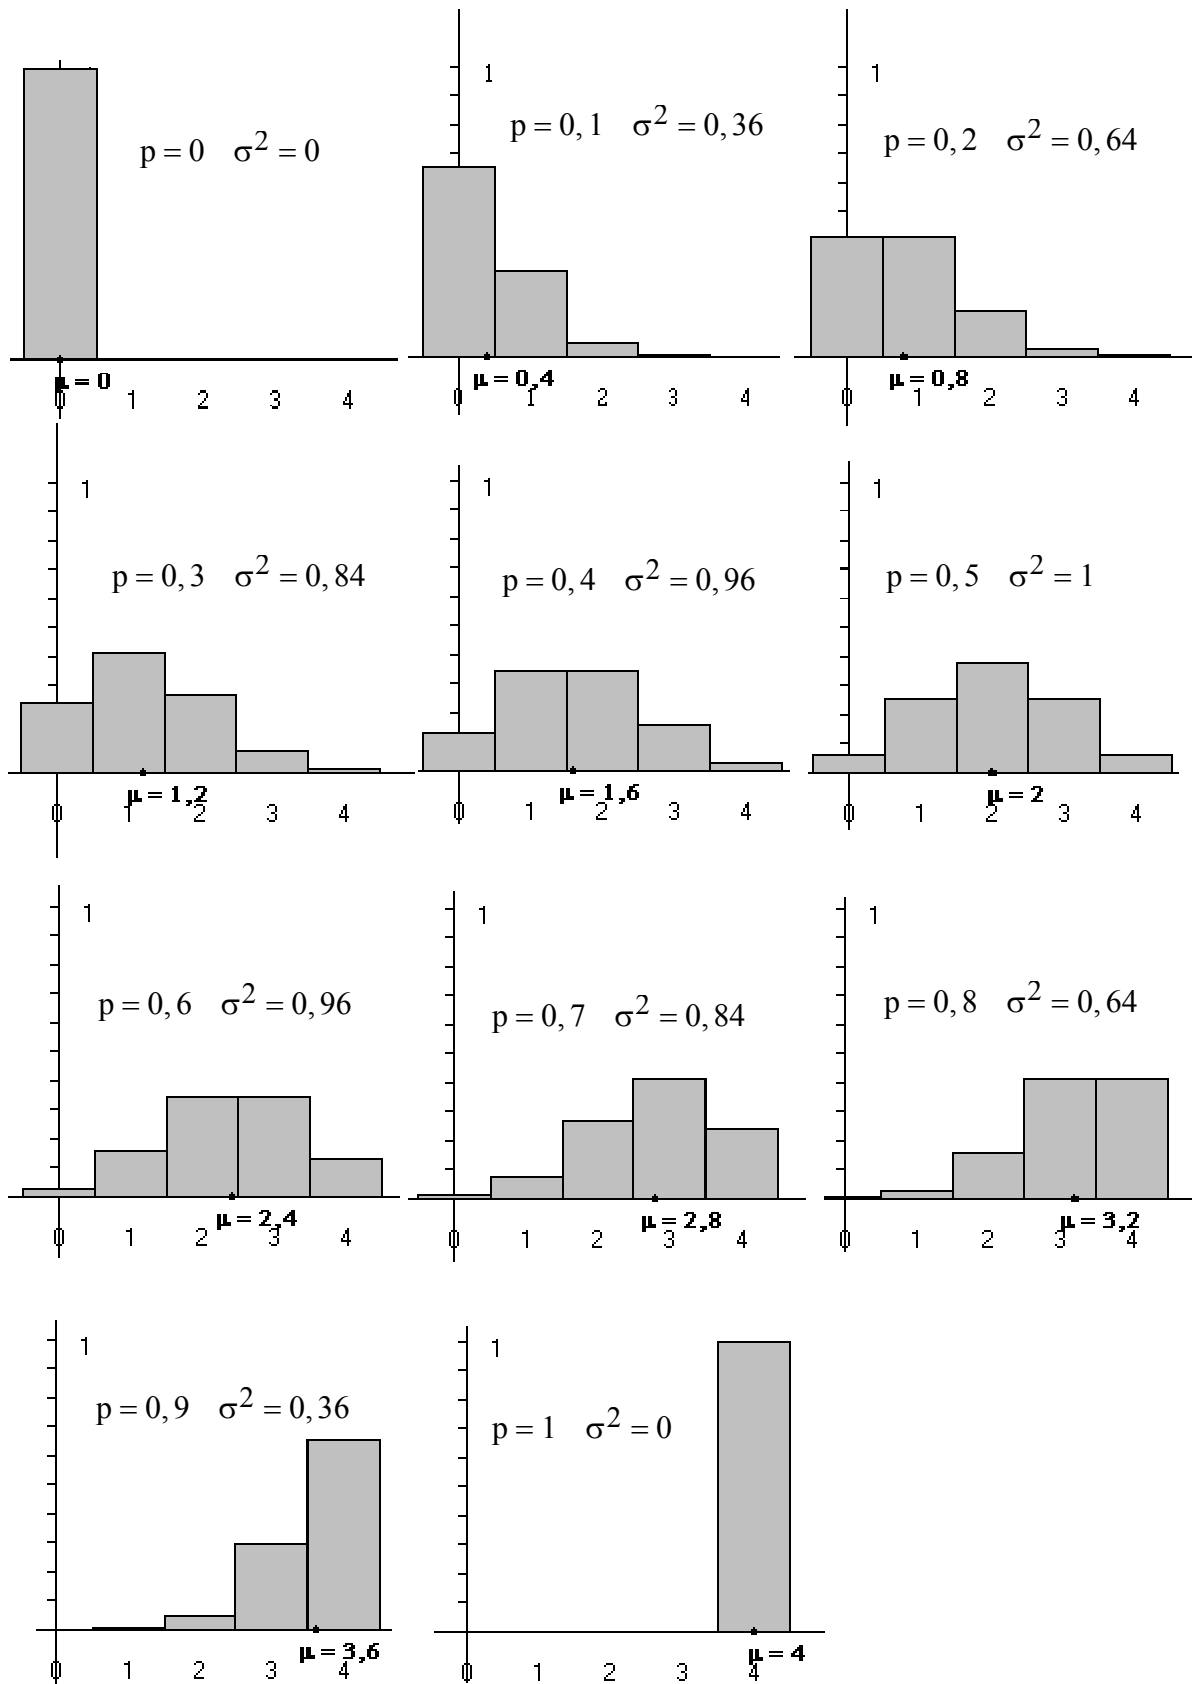 p = 0   σ² = 0
μ = 0
0 1 2 3 4
1
p = 0, 1   σ² = 0, 36
μ = 0,4
0 1 2 3 4
1
p = 0, 2   σ² = 0, 64
μ = 0,8
0 1 2 3 4
1
p = 0, 3   σ² = 0, 84
μ = 1,2
0 1 2 3 4
1
p = 0, 4   σ² = 0, 96
μ = 1,6
0 1 2 3 4
1
p = 0, 5   σ² = 1
μ = 2
0 1 2 3 4
1
p = 0, 6   σ² = 0, 96
μ = 2,4
0 1 2 3 4
1
p = 0, 7   σ² = 0, 84
μ = 2,8
0 1 2 3 4
1
p = 0, 8   σ² = 0, 64
μ = 3,2
0 1 2 3 4
1
p = 0, 9   σ² = 0, 36
μ = 3,6
0 1 2 3 4
1
p = 1   σ² = 0
μ = 4
0 1 2 3 4